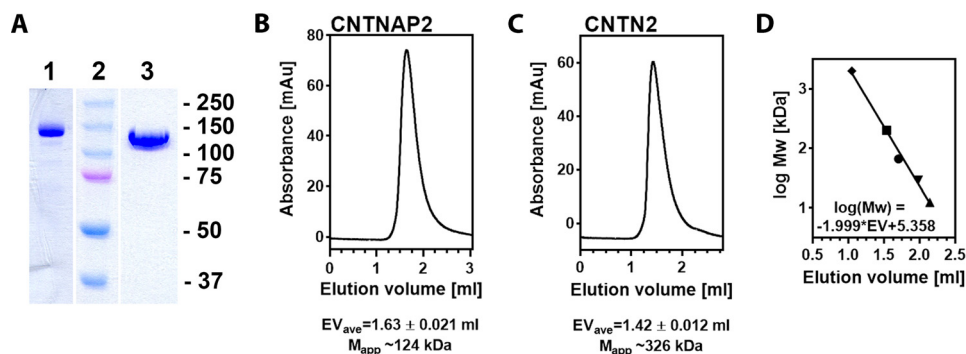 A
1 2 3
- 250
- 150
- 100
- 75
- 50
- 37
B
CNTNAP2
80
60
40
20
0
Absorbance [mAu]
0 1 2 3
Elution volume [ml]
EVave=1.63 ± 0.021 ml
Mapp ~124 kDa
C
CNTN2
60
40
20
0
Absorbance [mAu]
0 1 2
Elution volume [ml]
EVave=1.42 ± 0.012 ml
Mapp ~326 kDa
D
3
2
1
log Mw [kDa]
log(Mw) =
-1.999*EV+5.358
0.5 1.0 1.5 2.0 2.5
Elution volume [ml]